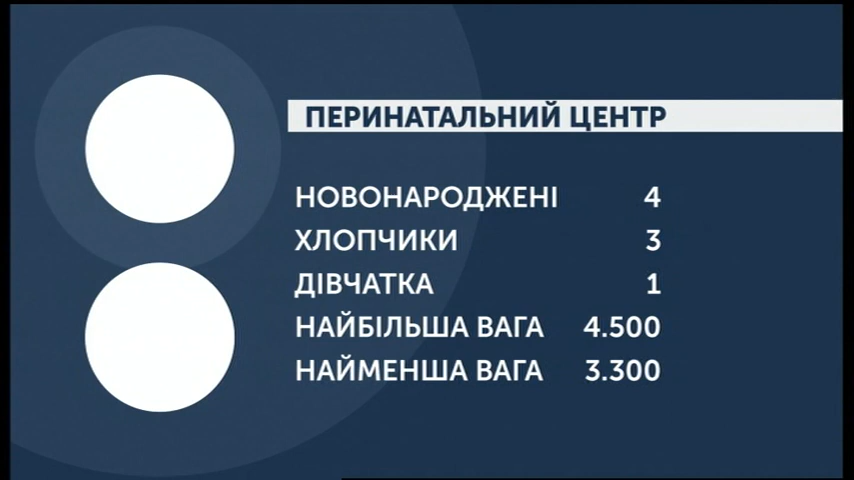 ПЕРИНАТАЛЬНИЙ ЦЕНТР
НОВОНАРОДЖЕНІ 4
ХЛОПЧИКИ 3
ДІВЧАТКА 1
НАЙБІЛЬША ВАГА 4.500
НАЙМЕНША ВАГА 3.300